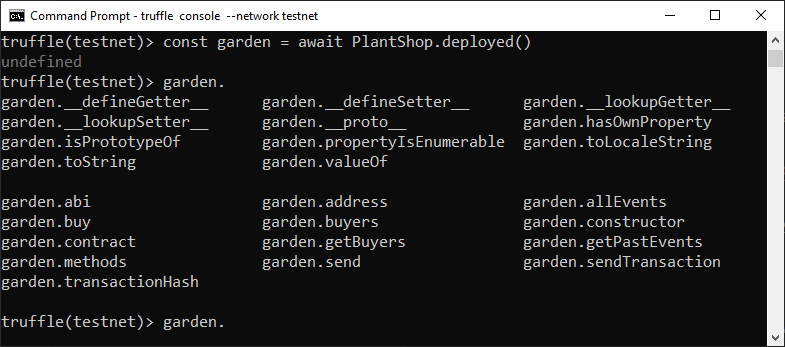 Command Prompt - truffle  console  --network testnet
truffle(testnet)> const garden = await PlantShop.deployed()
undefined
truffle(testnet)> garden.
garden.__defineGetter__      garden.__defineSetter__      garden.__lookupGetter__
garden.__lookupSetter__      garden.__proto__             garden.hasOwnProperty
garden.isPrototypeOf         garden.propertyIsEnumerable  garden.toLocaleString
garden.toString              garden.valueOf
garden.abi                   garden.address               garden.allEvents
garden.buy                   garden.buyers                garden.constructor
garden.contract              garden.getBuyers             garden.getPastEvents
garden.methods               garden.send                  garden.sendTransaction
garden.transactionHash
truffle(testnet)> garden.